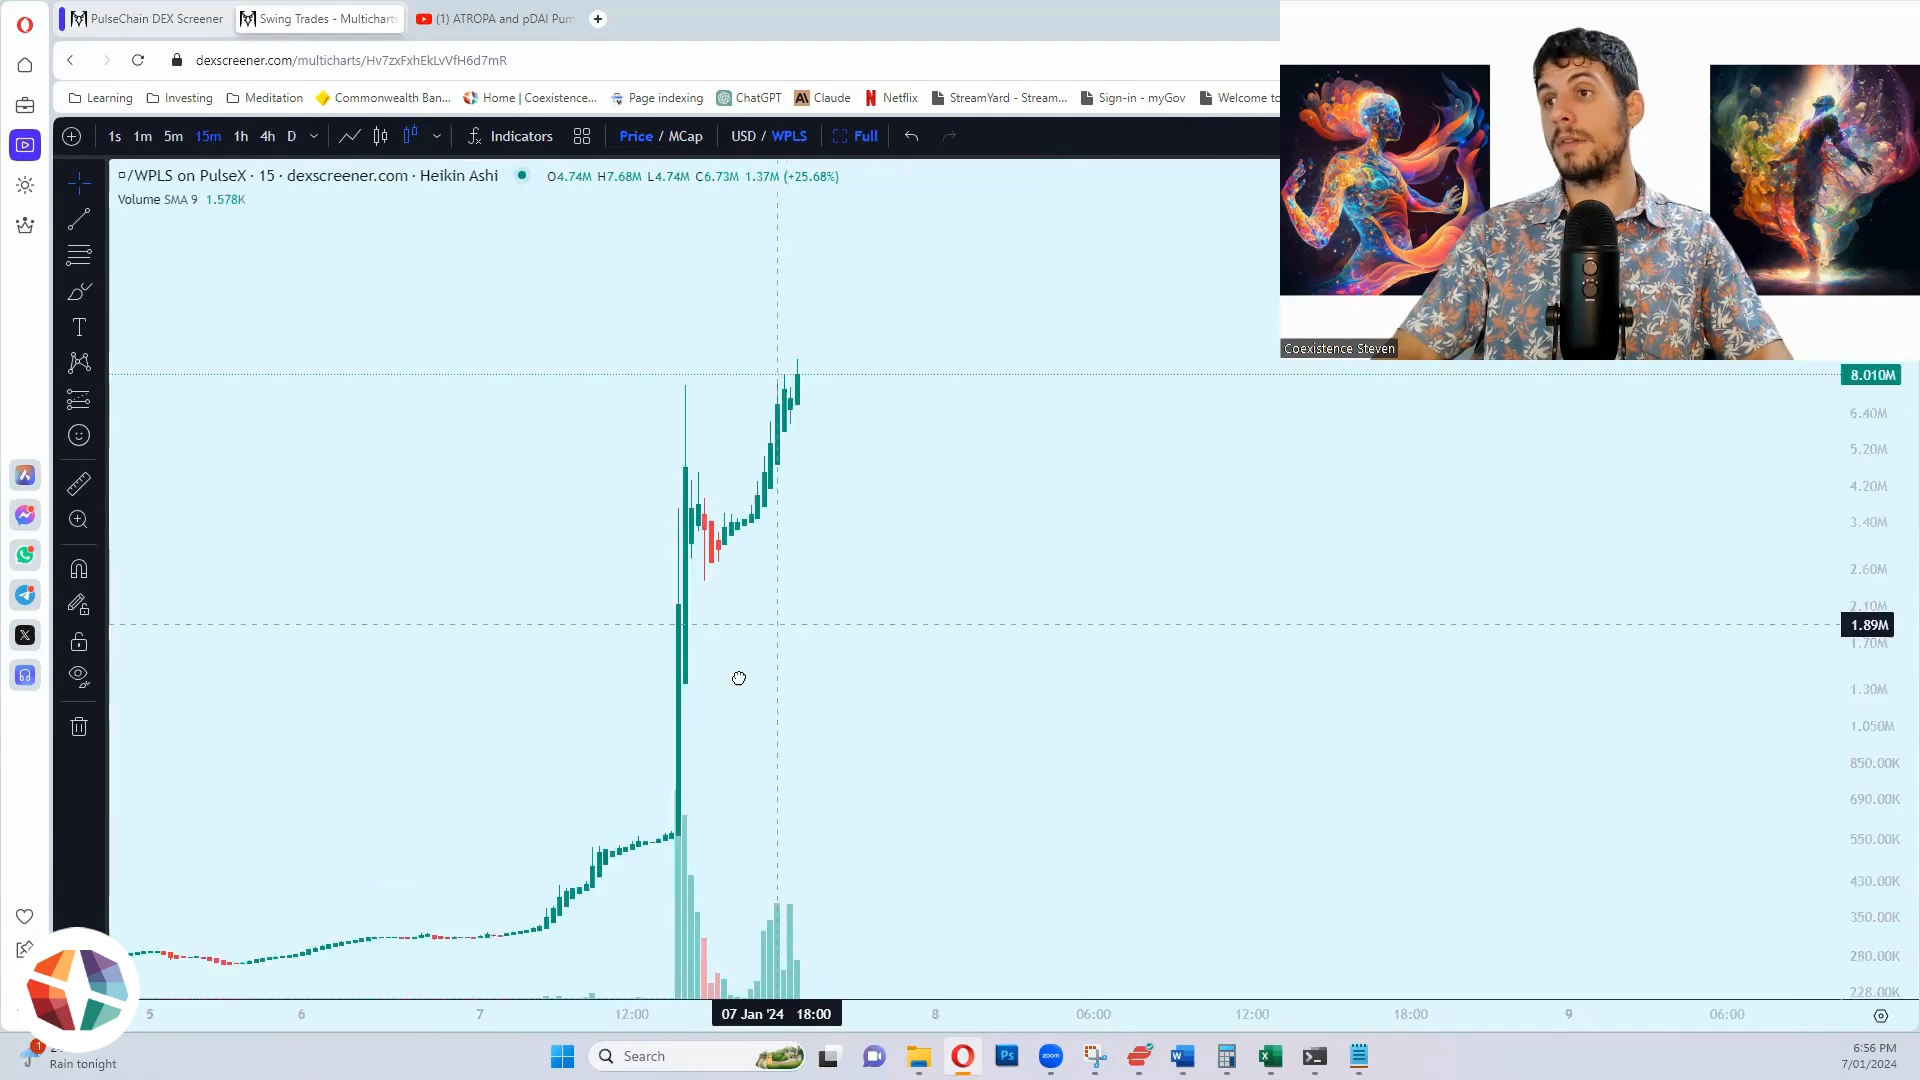 PulseChain DEX Screener
Swing Trades - Multicharts
(1) ATROPA and pDAI Pum
dexscreener.com/multicharts/Hv7zxFxhEkLvVfH6d7mR
Learning
Investing
Meditation
Commonwealth Ban...
Home | Coexistence...
Page indexing
ChatGPT
Claude
Netflix
StreamYard - Stream...
Sign-in - myGov
Welcome to
1s 1m 5m 15m 1h 4h D
Indicators
Price / MCap
USD / WPLS
Full
/WPLS on PulseX · 15 · dexscreener.com · Heikin Ashi
O4.74M H7.68M L4.74M C6.73M 1.37M (+25.68%)
Volume SMA 9 1.578K
Coexistence Steven
8.010M
6.40M
5.20M
4.20M
3.40M
2.60M
2.10M
1.89M
1.70M
1.30M
1.050M
850.00K
690.00K
550.00K
430.00K
350.00K
280.00K
228.00K
5 6 7 12:00 07 Jan '24 18:00 8 06:00 12:00 18:00 9 06:00
1
Rain tonight
Search
6:56 PM
7/01/2024